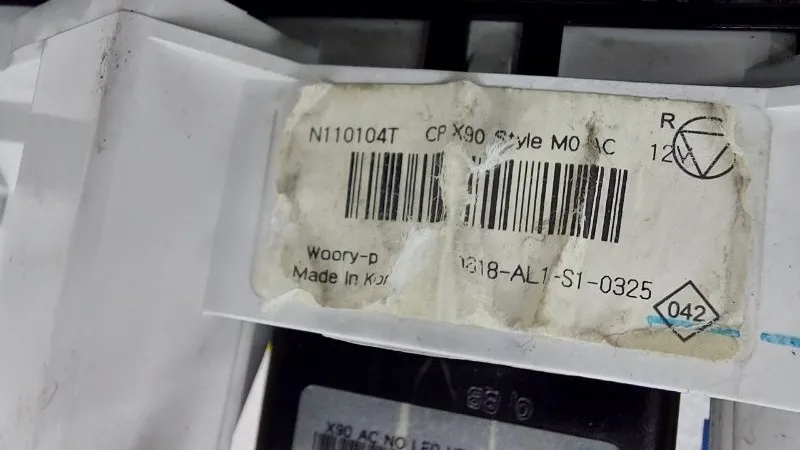 N110104T CP X90 Style M0 AC
R
12V
Woory-p
Made In Kor
0818-AL1-S1-0325
042
X90 AC NO LED